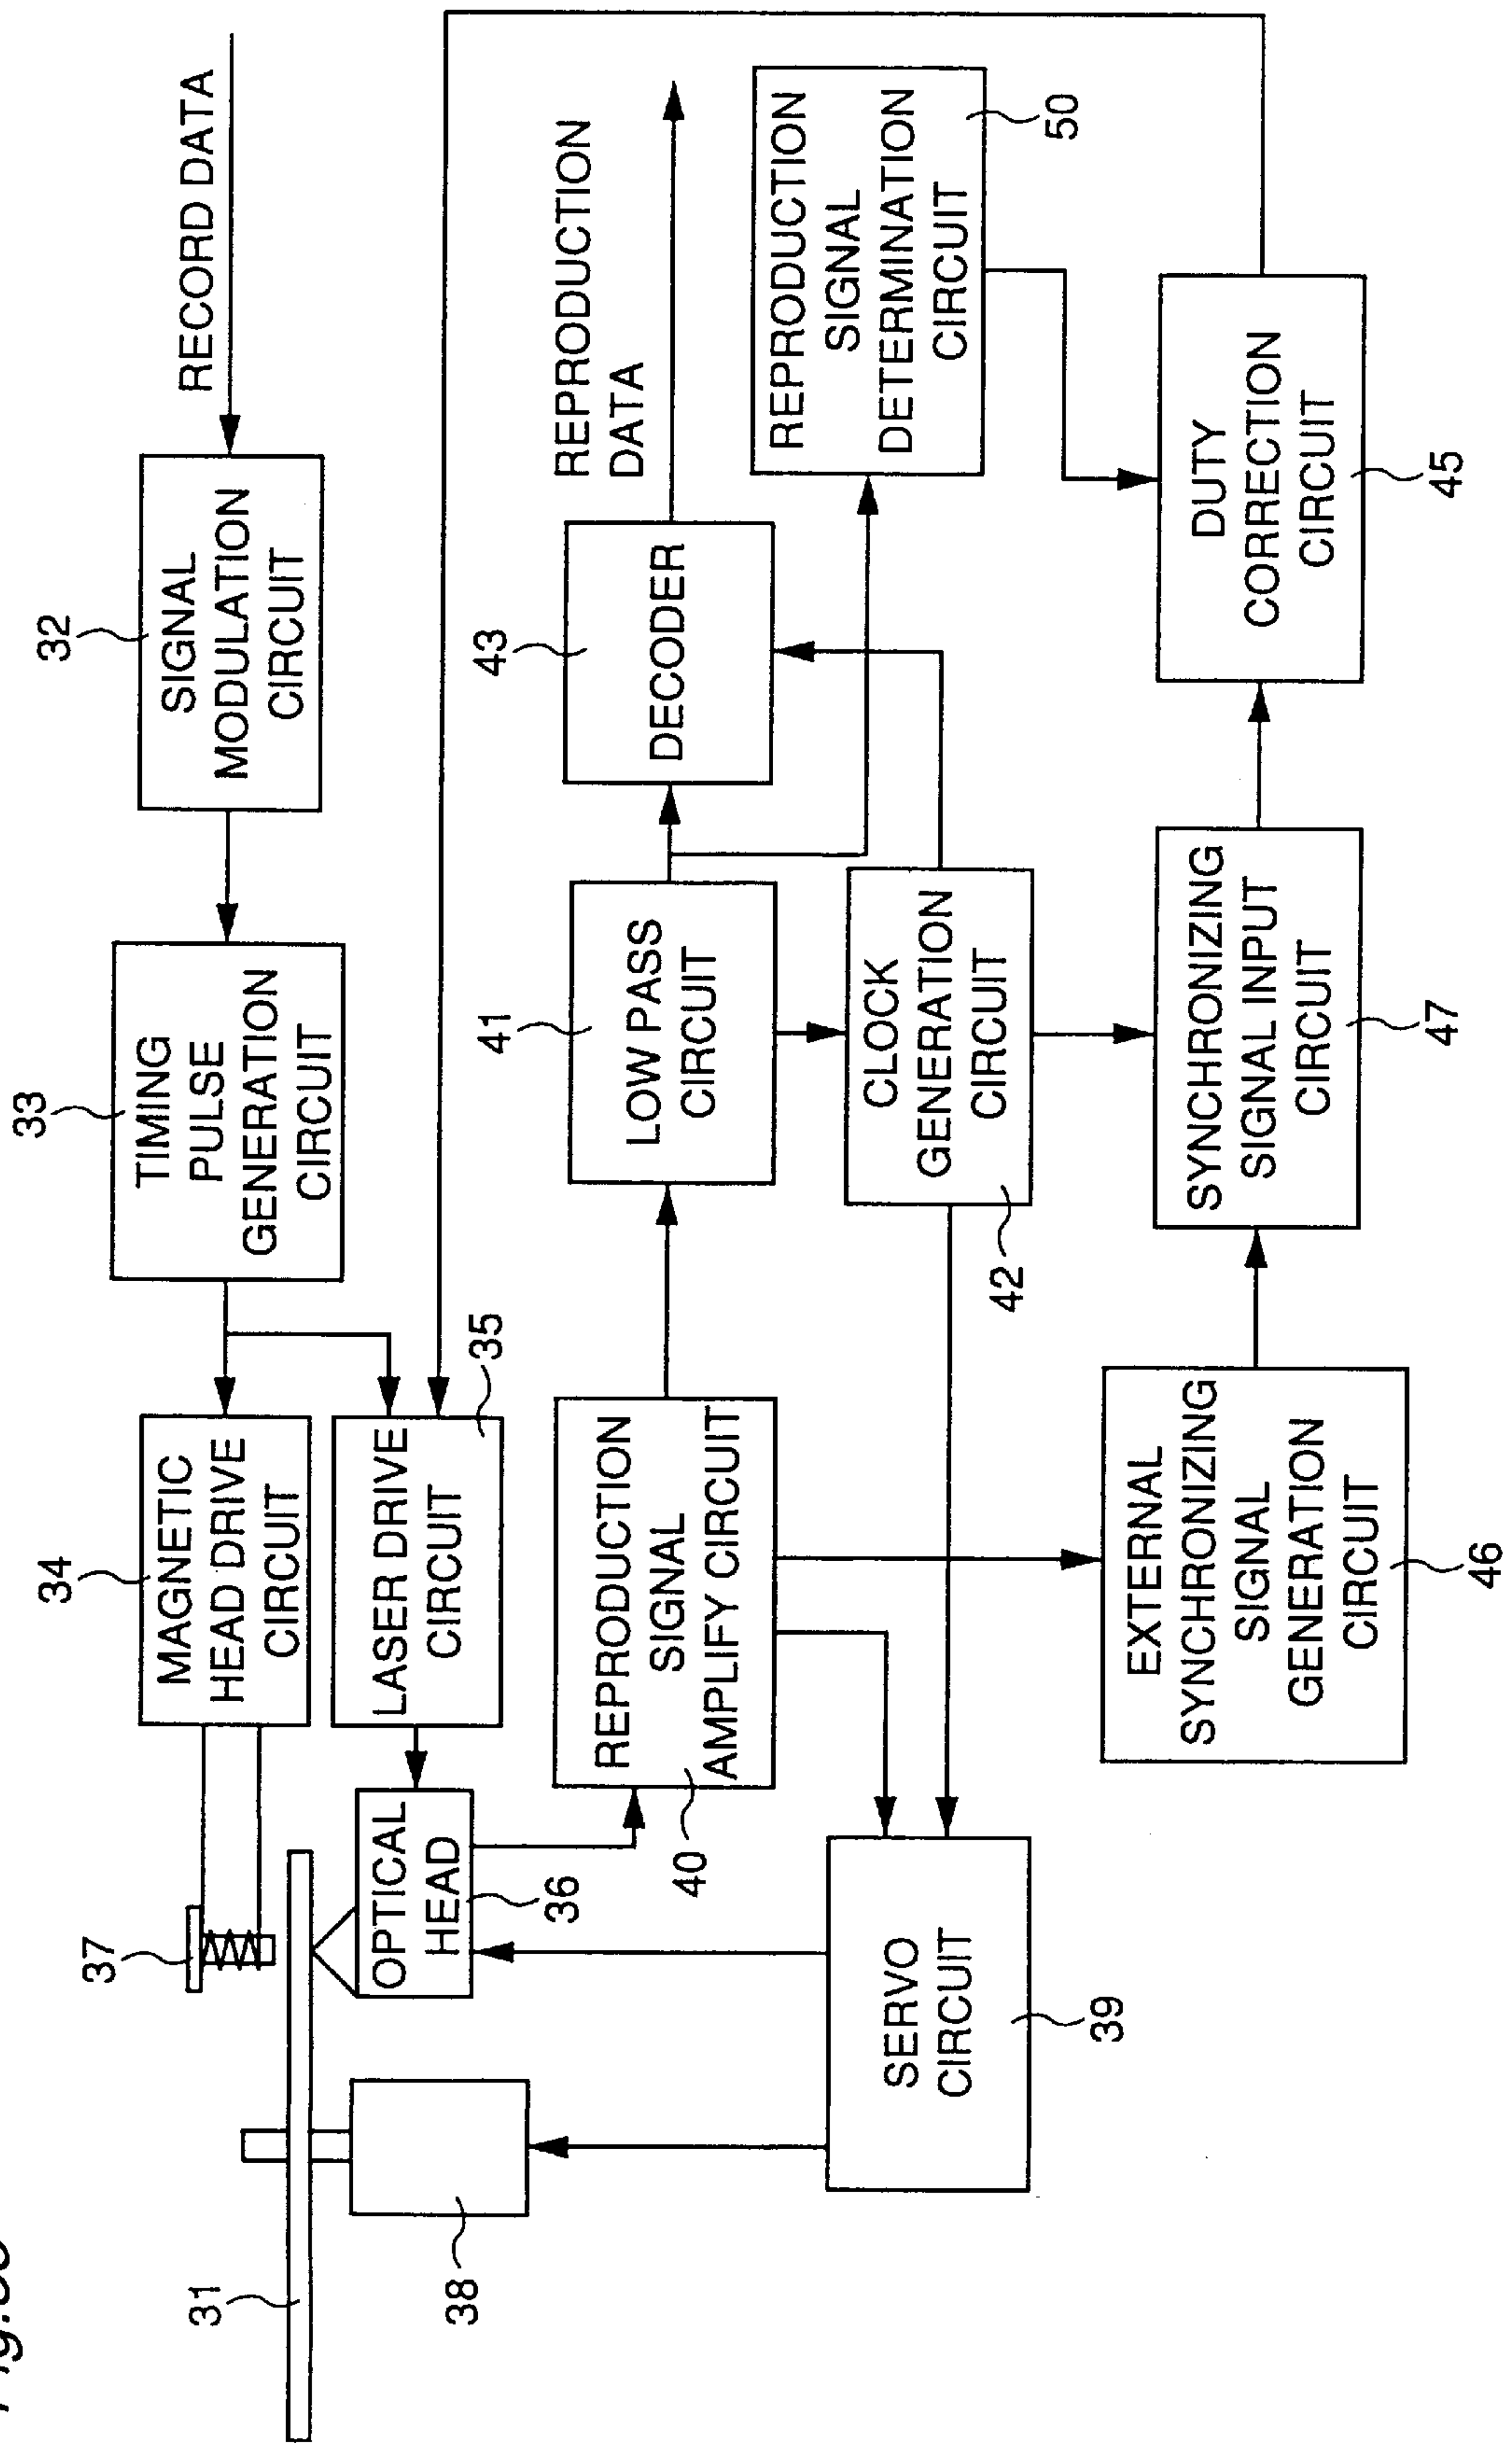 33
32
34
37
TIMING
PULSE
GENERATION
CIRCUIT
SIGNAL
MODULATION
CIRCUIT
RECORD DATA
MAGNETIC
HEAD DRIVE
CIRCUIT
31
LASER DRIVE
CIRCUIT
35
OPTICAL
HEAD
36
38
41
43
REPRODUCTION
DATA
REPRODUCTION
SIGNAL
AMPLIFY CIRCUIT
40
LOW PASS
CIRCUIT
DECODER
REPRODUCTION
SIGNAL
DETERMINATION
CIRCUIT
50
SERVO
CIRCUIT
39
CLOCK
GENERATION
CIRCUIT
42
EXTERNAL
SYNCHRONIZING
SIGNAL
GENERATION
CIRCUIT
46
SYNCHRONIZING
SIGNAL INPUT
CIRCUIT
47
DUTY
CORRECTION
CIRCUIT
45